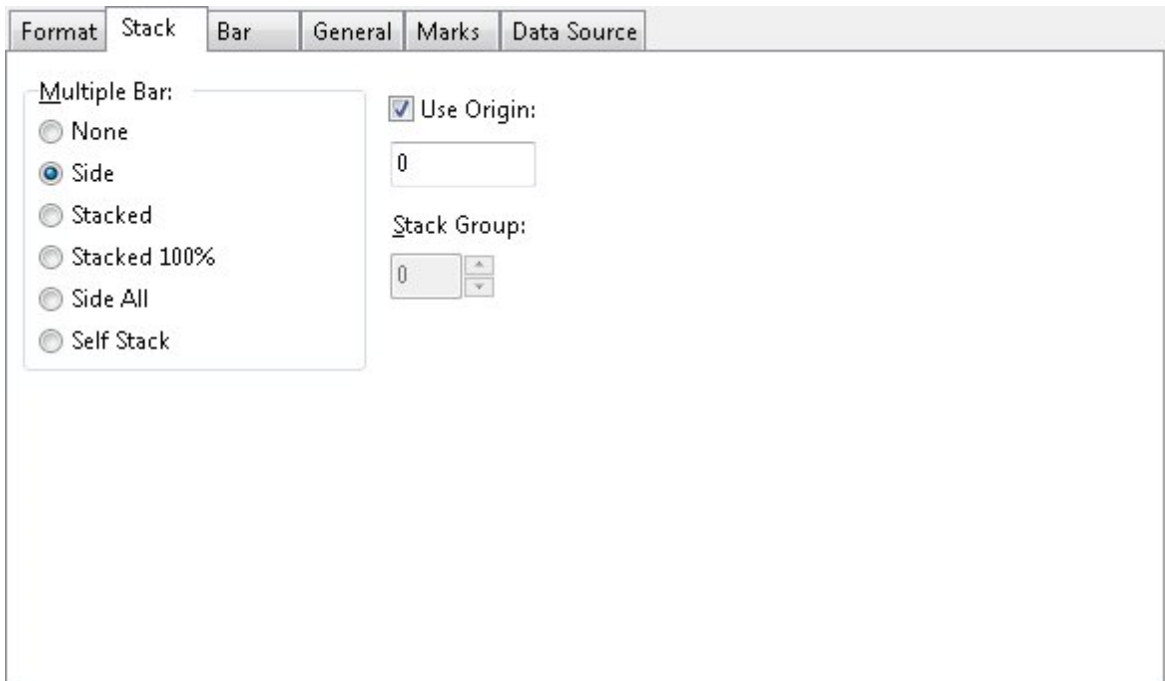 Format Stack Bar General Marks Data Source
Multiple Bar:
None
Side
Stacked
Stacked 100%
Side All
Self Stack
Use Origin:
0
Stack Group:
0